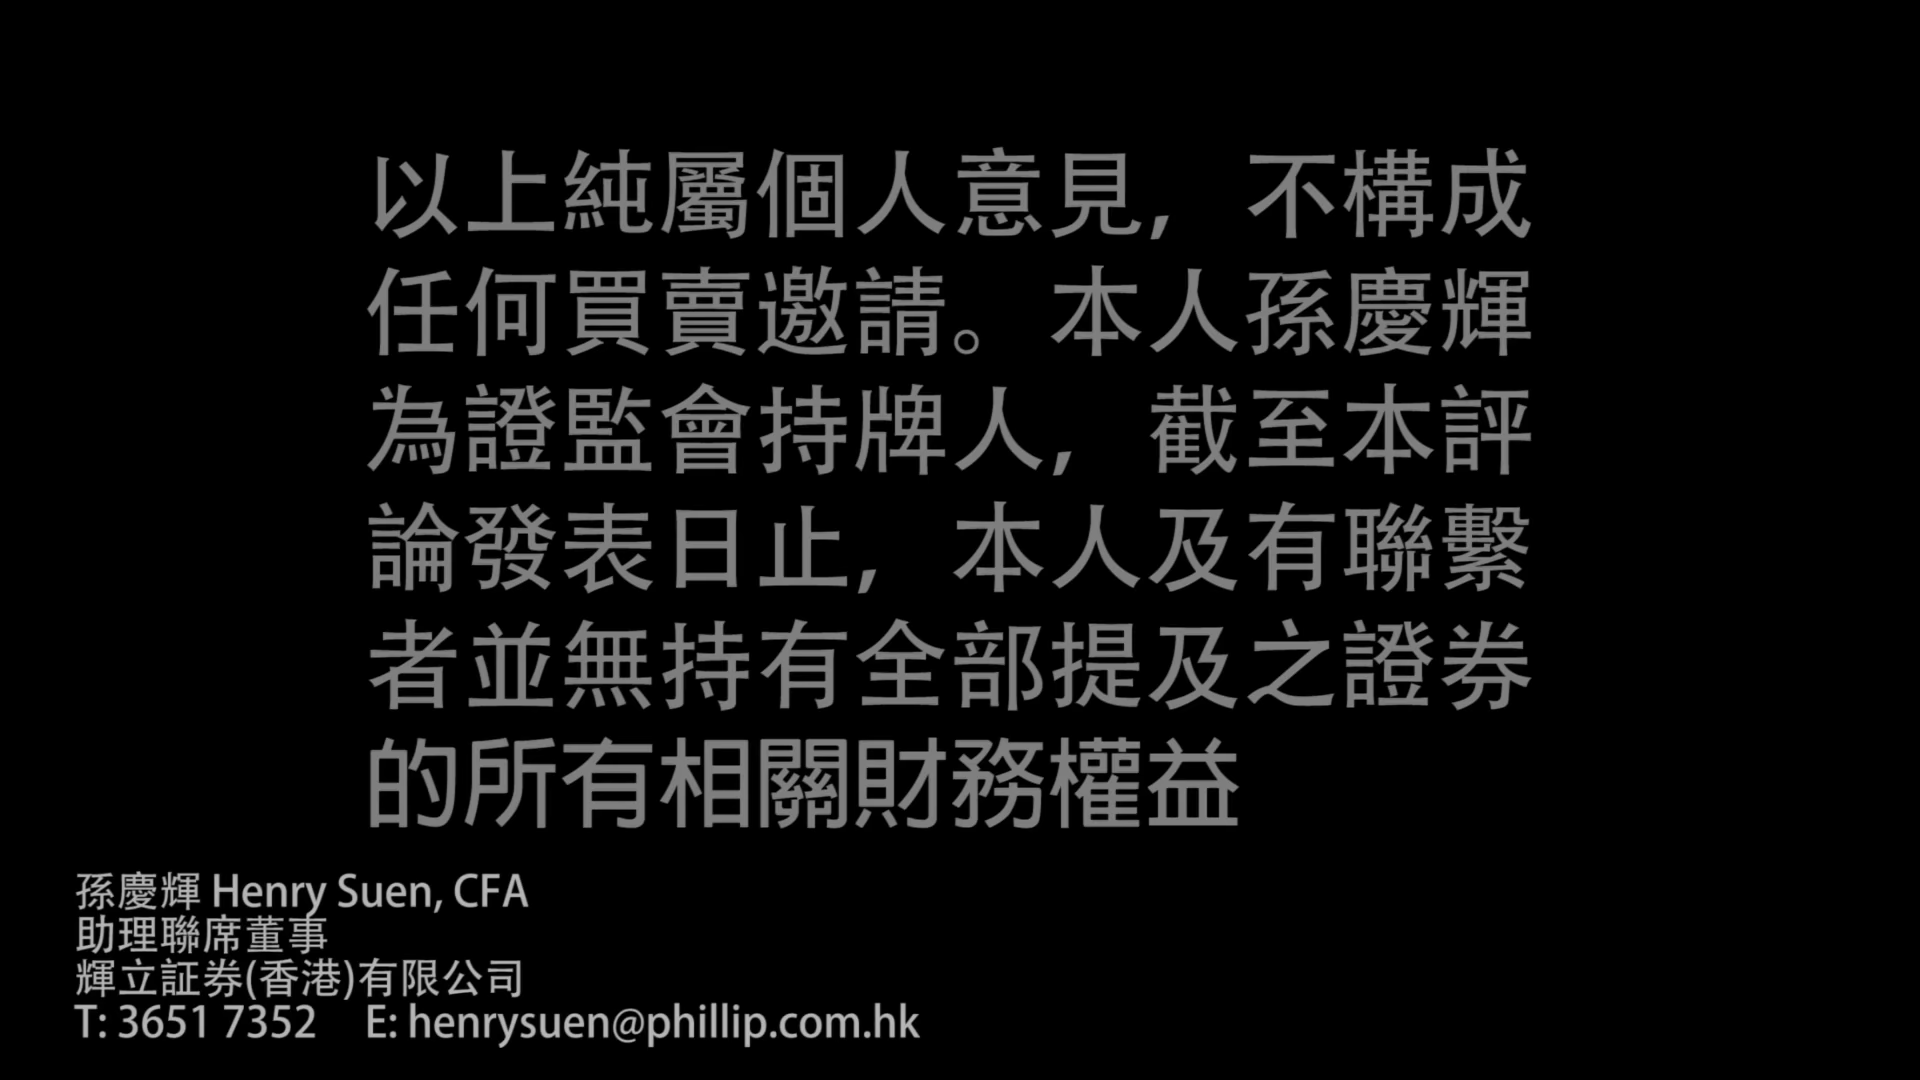 以上純屬個人意見，不構成
任何買賣邀請。本人孫慶輝
為證監會持牌人，截至本評
論發表日止，本人及有聯繫
者並無持有全部提及之證券
的所有相關財務權益
孫慶輝 Henry Suen, CFA
助理聯席董事
輝立証券(香港)有限公司
T: 3651 7352 E: henrysuen@phillip.com.hk